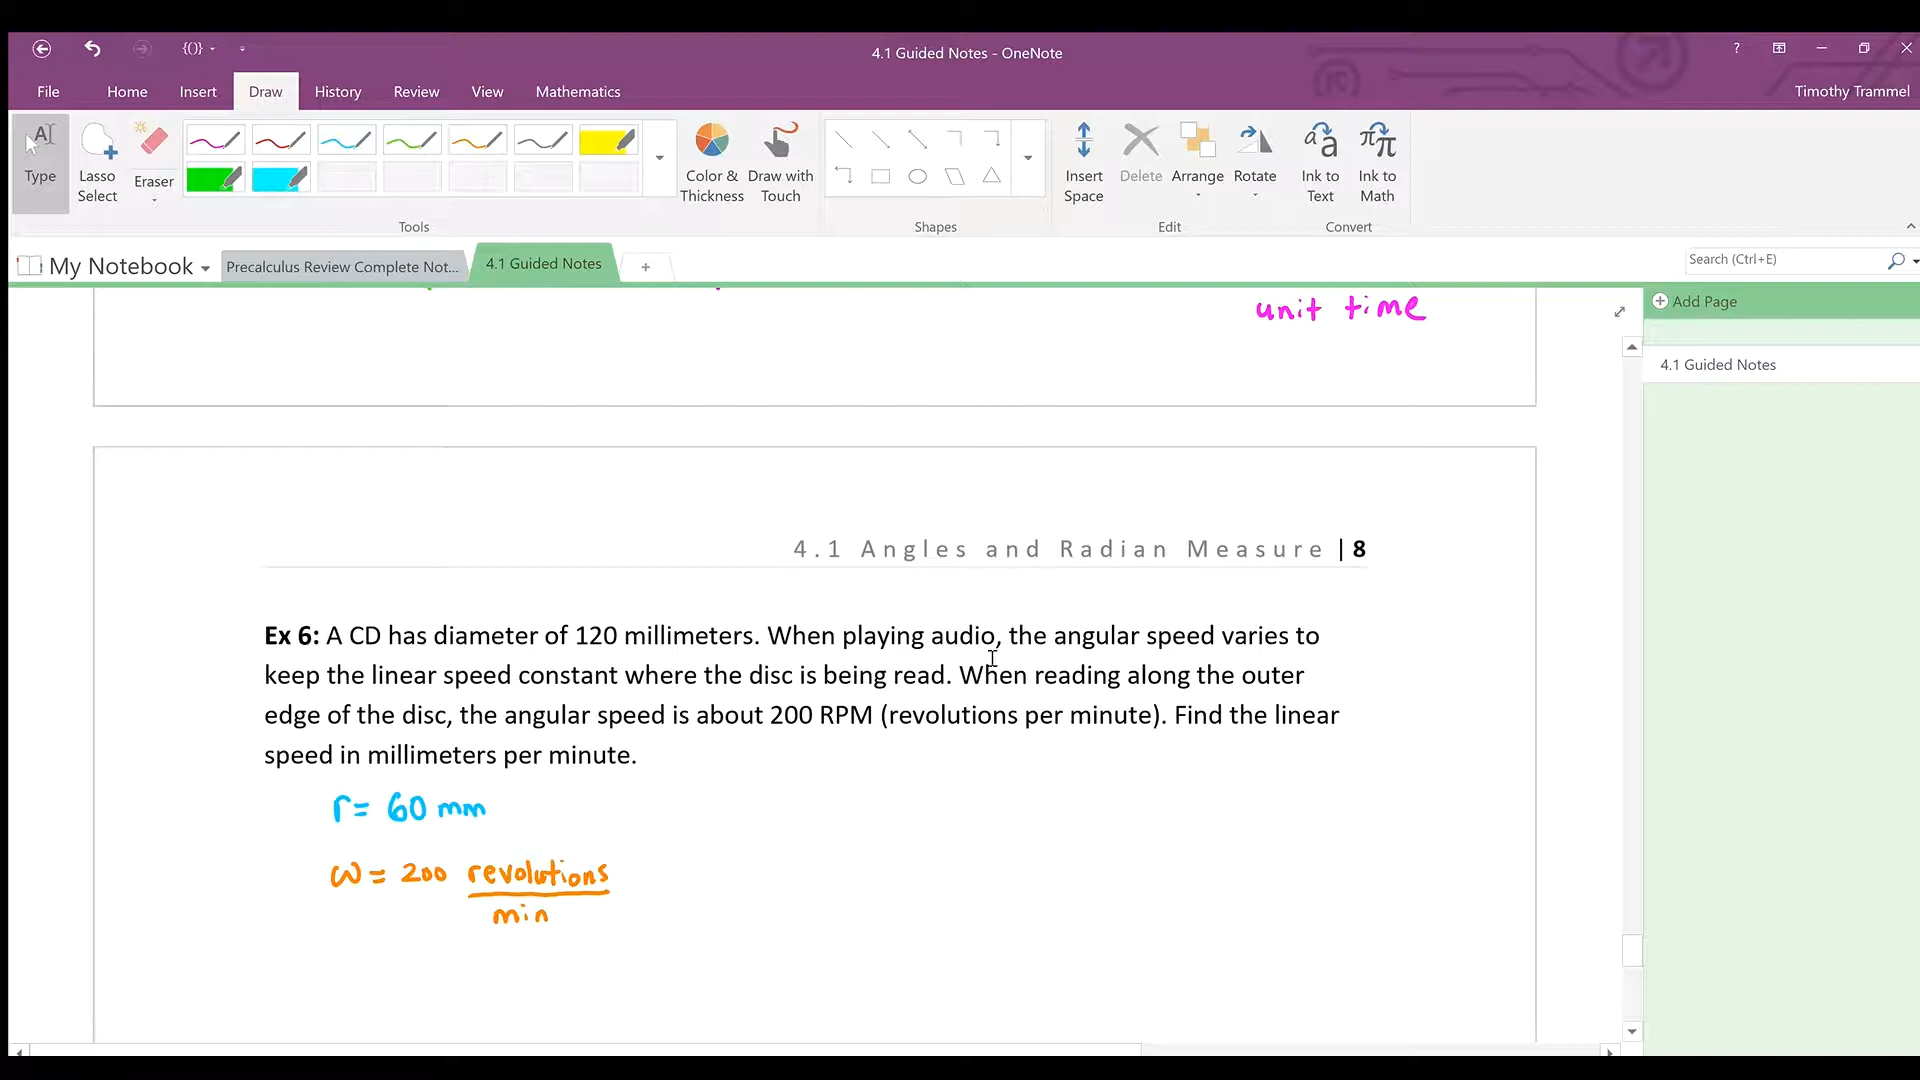 4.1 Guided Notes - OneNote
?
File Home Insert Draw History Review View Mathematics
Timothy Trammel
Type
Lasso Select
Eraser
Color & Thickness
Draw with Touch
Insert Space
Delete
Arrange
Rotate
Ink to Text
Ink to Math
Tools
Shapes
Edit
Convert
My Notebook
Precalculus Review Complete Not...
4.1 Guided Notes
+
Search (Ctrl+E)
Add Page
4.1 Guided Notes
unit time
4.1 Angles and Radian Measure | 8
Ex 6: A CD has diameter of 120 millimeters. When playing audio, the angular speed varies to
keep the linear speed constant where the disc is being read. When reading along the outer
edge of the disc, the angular speed is about 200 RPM (revolutions per minute). Find the linear
speed in millimeters per minute.
r = 60 mm
ω = 200 revolutions
min